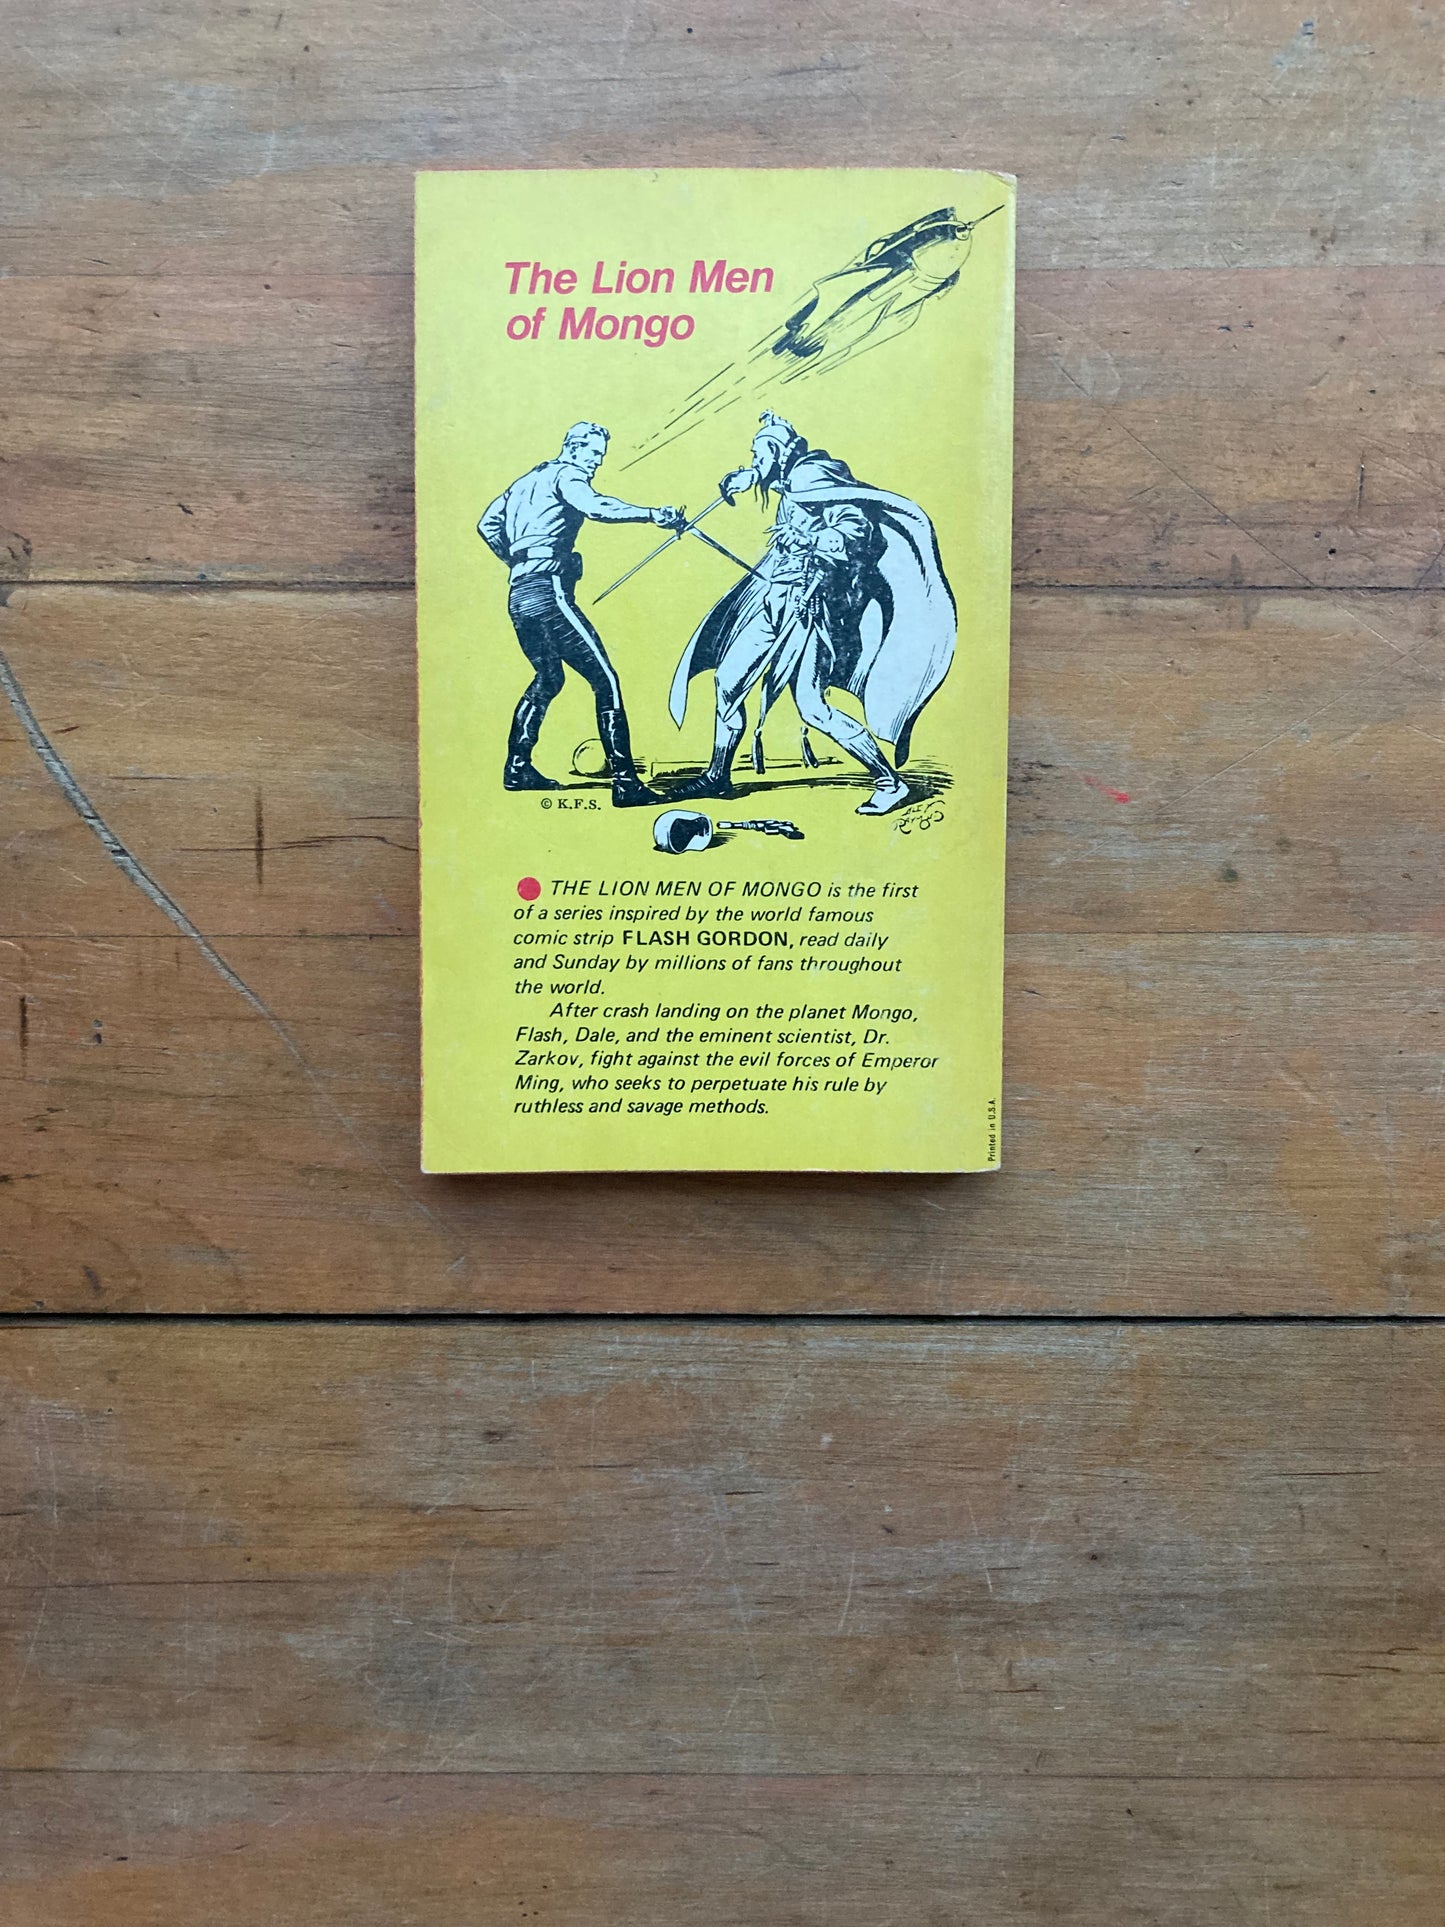 The Lion Men
of Mongo
© K.F.S.
ALEX
RAYMOND
THE LION MEN OF MONGO is the first
of a series inspired by the world famous
comic strip FLASH GORDON, read daily
and Sunday by millions of fans throughout
the world.
After crash landing on the planet Mongo,
Flash, Dale, and the eminent scientist, Dr.
Zarkov, fight against the evil forces of Emperor
Ming, who seeks to perpetuate his rule by
ruthless and savage methods.
Printed in U.S.A.